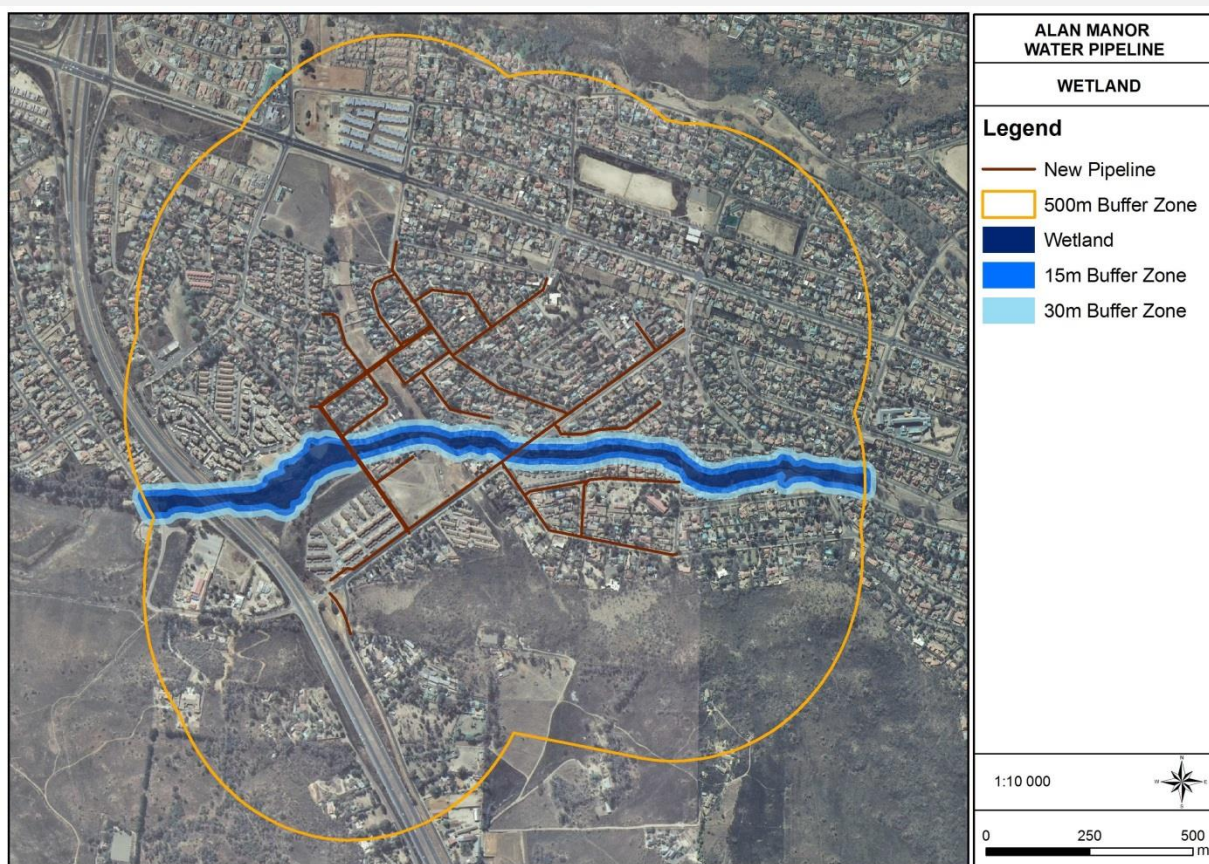 ALAN MANOR
WATER PIPELINE
WETLAND
Legend
New Pipeline
500m Buffer Zone
Wetland
15m Buffer Zone
30m Buffer Zone
1:10 000
N
W E
S
0 250 500
m